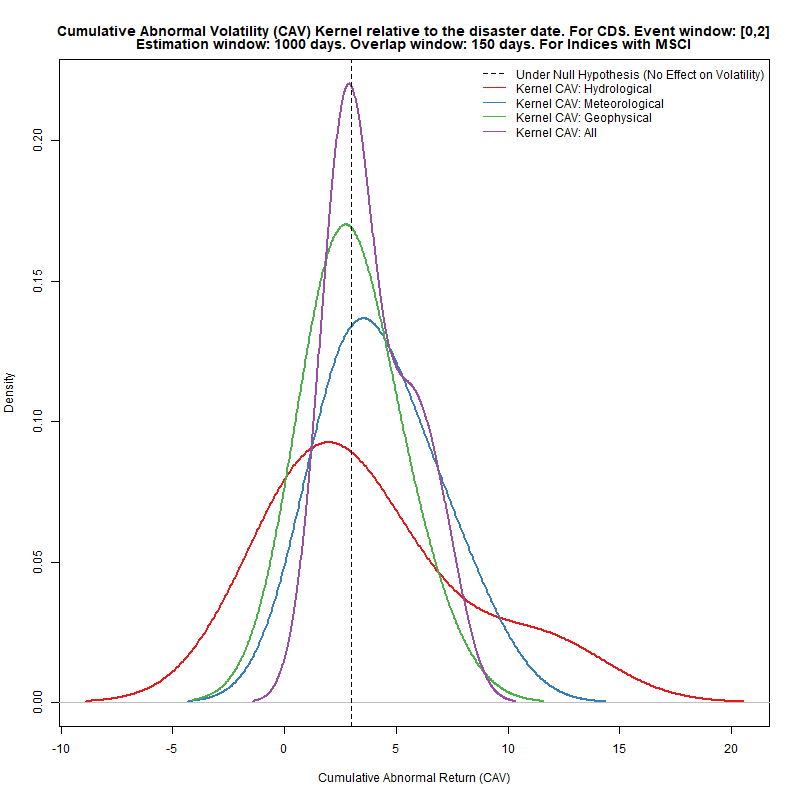 Cumulative Abnormal Volatility (CAV) Kernel relative to the disaster date. For CDS. Event window: [0,2]
Estimation window: 1000 days. Overlap window: 150 days. For Indices with MSCI
Under Null Hypothesis (No Effect on Volatility)
Kernel CAV: Hydrological
Kernel CAV: Meteorological
Kernel CAV: Geophysical
Kernel CAV: All
0.20
0.15
0.10
0.05
0.00
Density
-10 -5 0 5 10 15 20
Cumulative Abnormal Return (CAV)